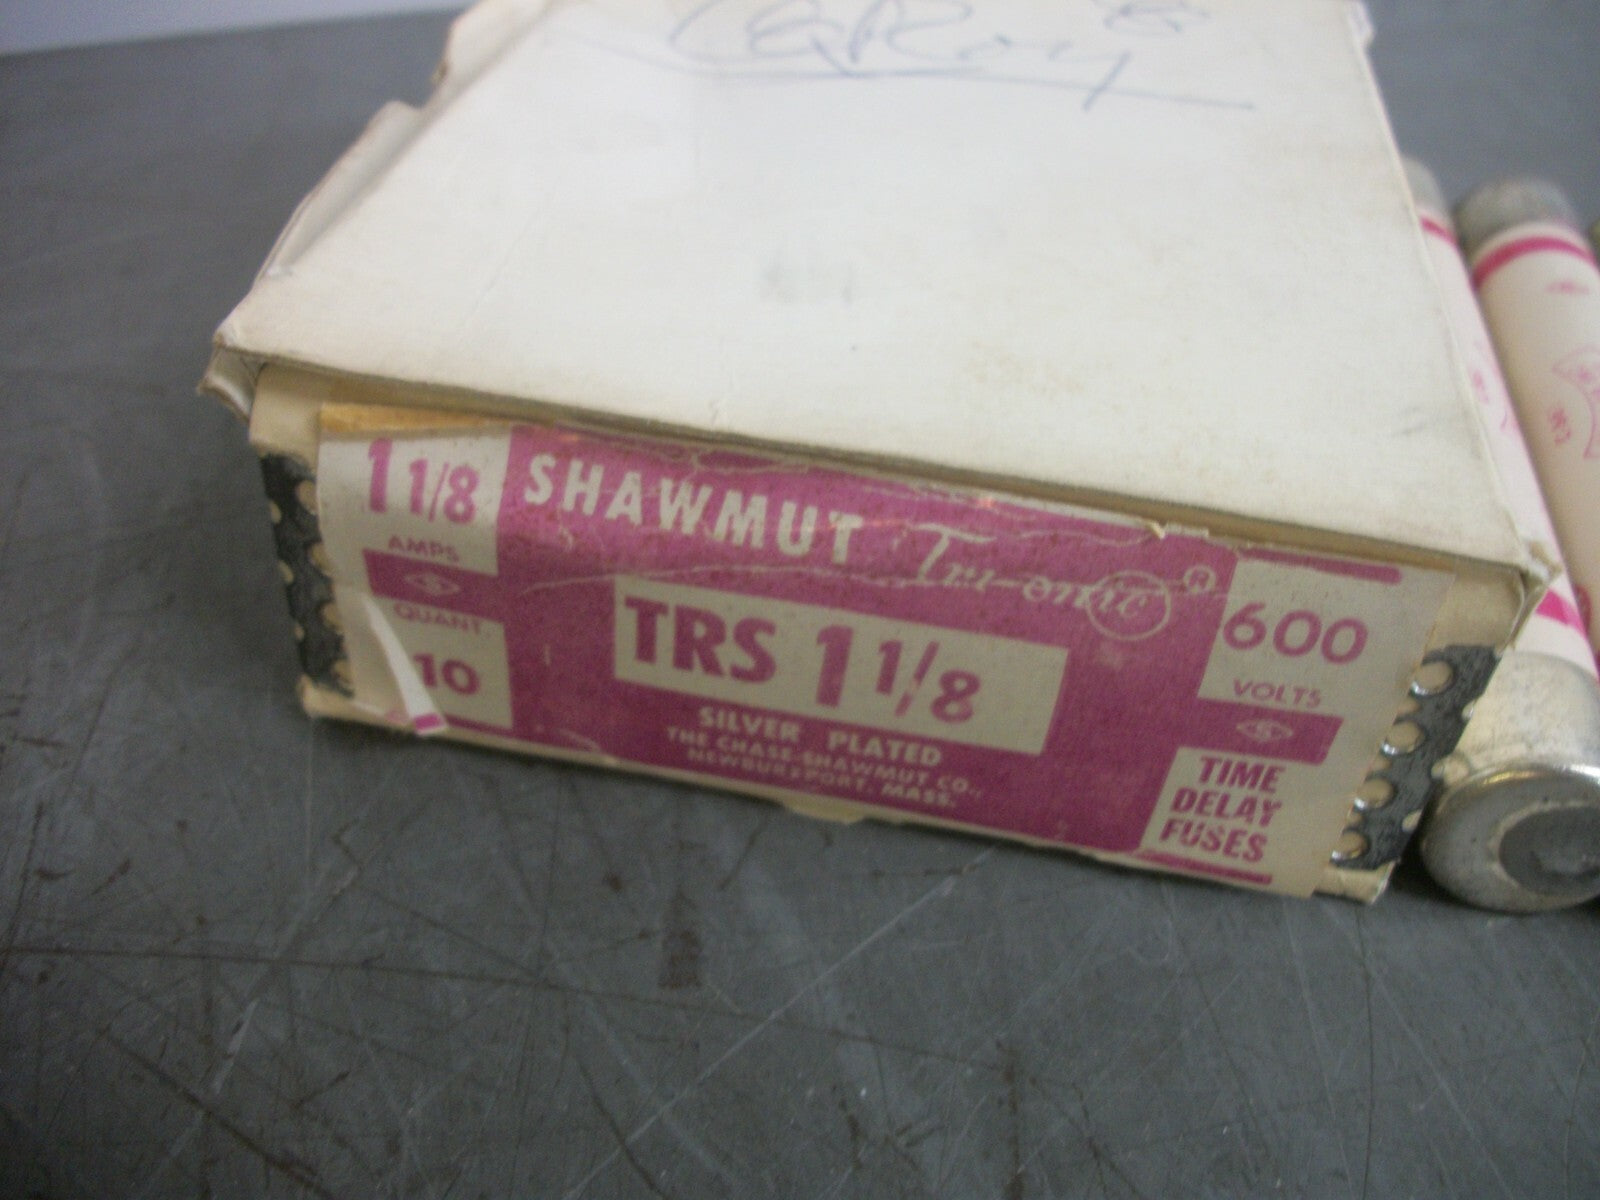 1 1/8
AMPS
QUANT
10
SHAWMUT Tri-onic ®
TRS 1 1/8
SILVER PLATED
THE CHASE-SHAWMUT CO.,
NEWBURYPORT, MASS.
600
VOLTS
TIME
DELAY
FUSES